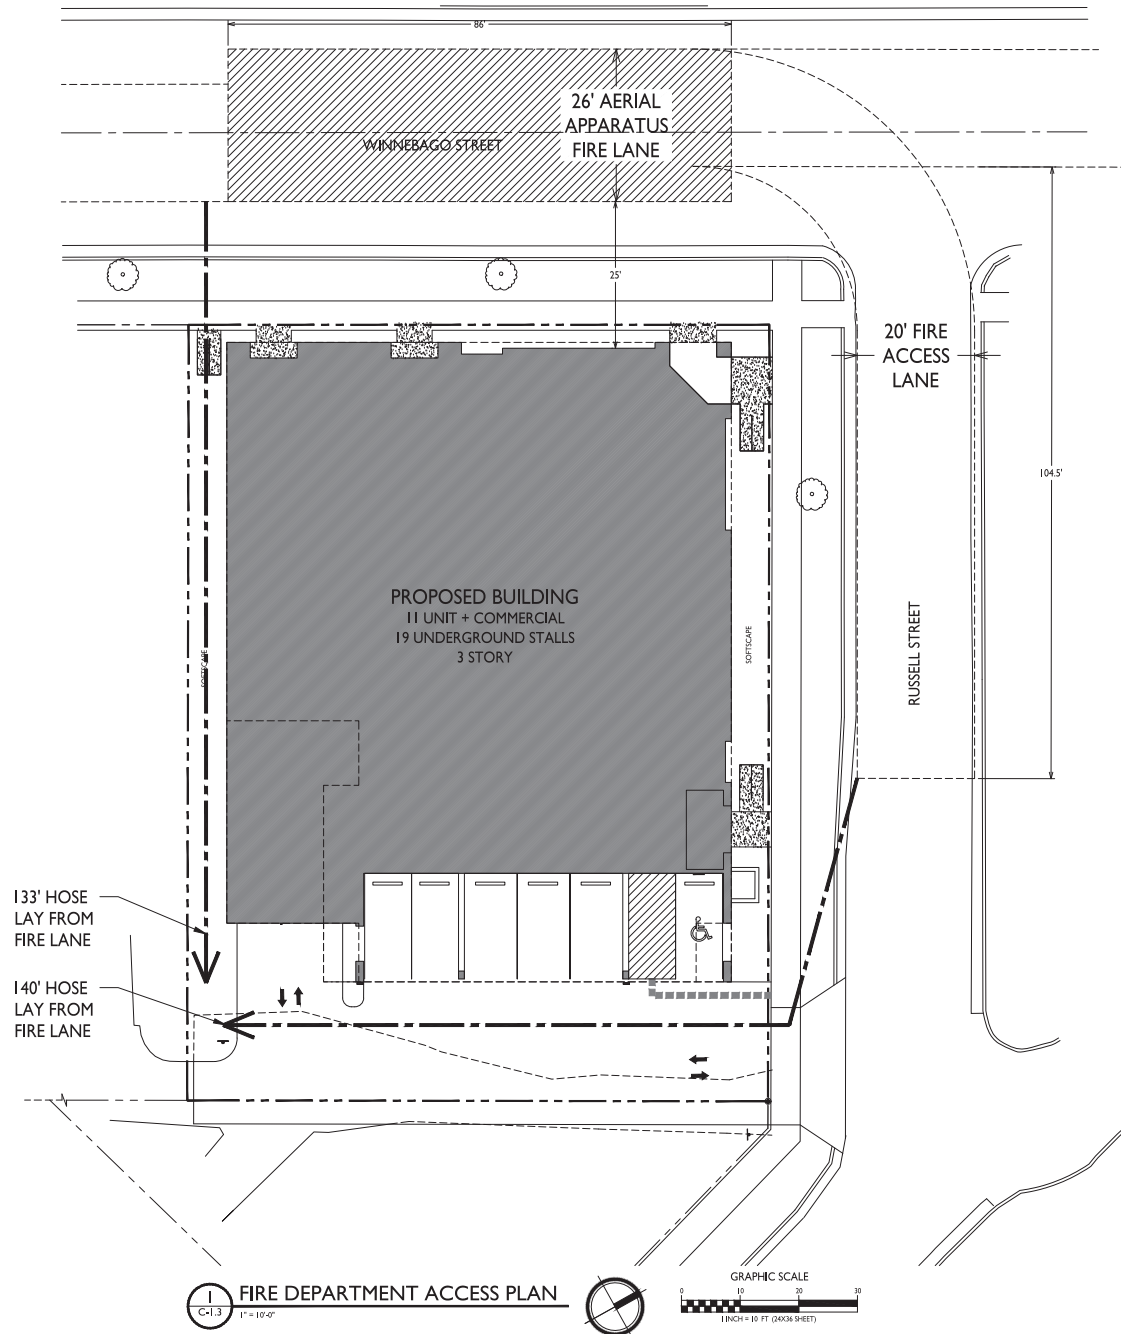 86'
26' AERIAL
APPARATUS
FIRE LANE
WINNEBAGO STREET
25'
20' FIRE
ACCESS
LANE
104.5'
PROPOSED BUILDING
11 UNIT + COMMERCIAL
19 UNDERGROUND STALLS
3 STORY
SOFTSCAPE
SOFTSCAPE
RUSSELL STREET
133' HOSE
LAY FROM
FIRE LANE
140' HOSE
LAY FROM
FIRE LANE
1
C-1.3
FIRE DEPARTMENT ACCESS PLAN
1" = 10'-0"
GRAPHIC SCALE
0 10 20 30
1 INCH = 10 FT (24X36 SHEET)